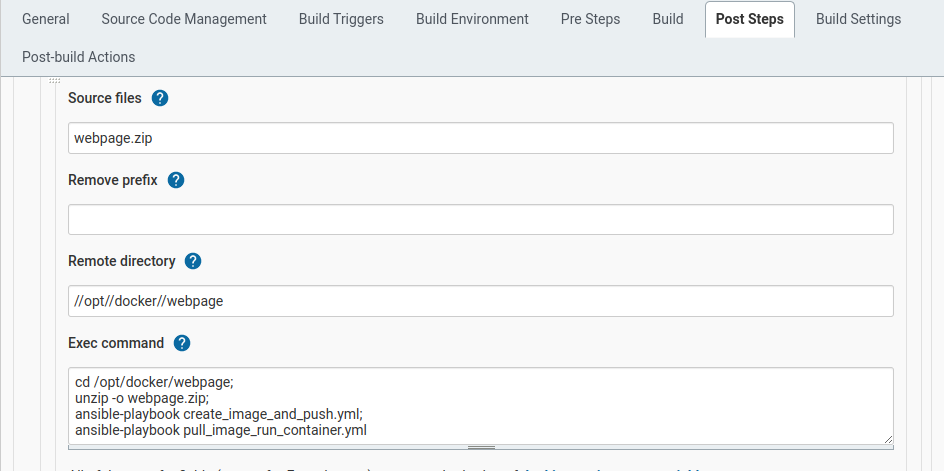 General Source Code Management Build Triggers Build Environment Pre Steps Build Post Steps Build Settings
Post-build Actions
Source files ?
webpage.zip
Remove prefix ?
Remote directory ?
//opt//docker//webpage
Exec command ?
cd /opt/docker/webpage;
unzip -o webpage.zip;
ansible-playbook create_image_and_push.yml;
ansible-playbook pull_image_run_container.yml